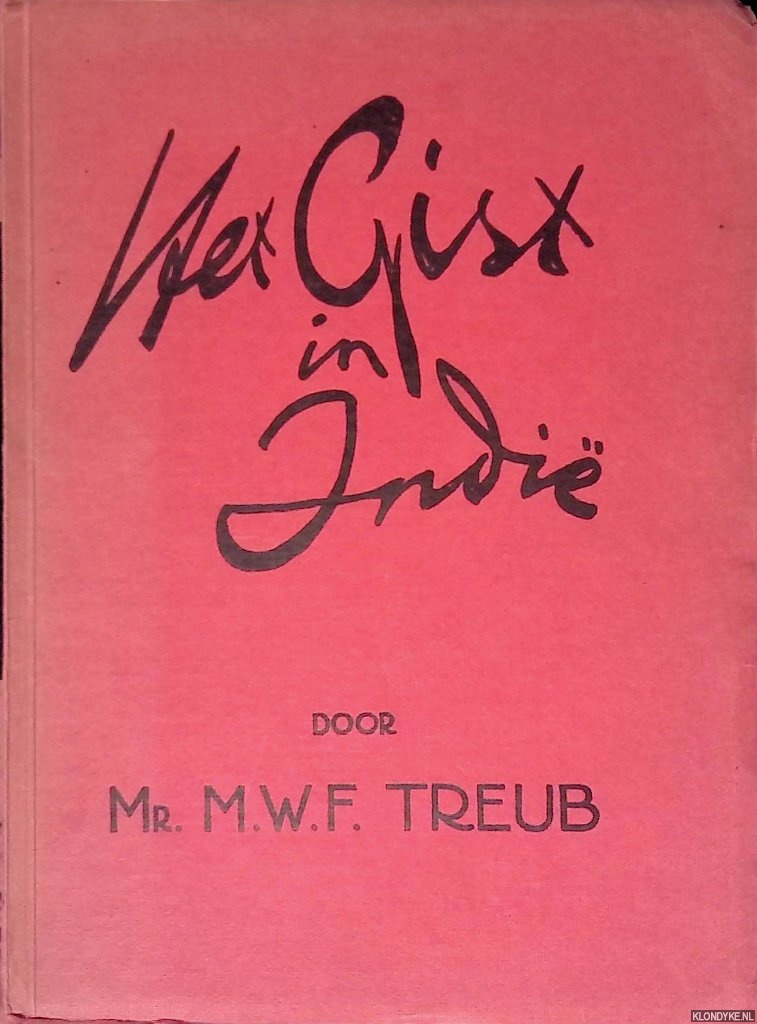 Het Gist
in
Indië
DOOR
MR. M.W.F. TREUB
KLONDYKE.NL